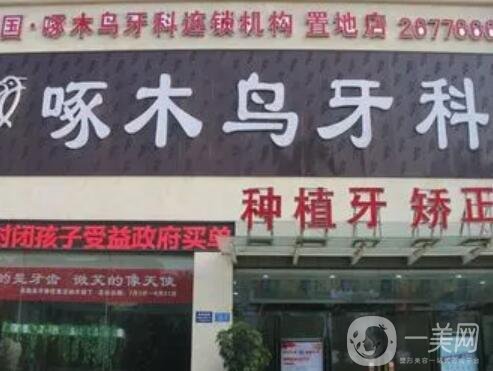 国·啄木鸟牙科连锁机构 置地店 2677666
啄木鸟牙科
种植牙 矫正
封闭孩子受益政府买单
的是牙齿 微笑的像天使
一美网